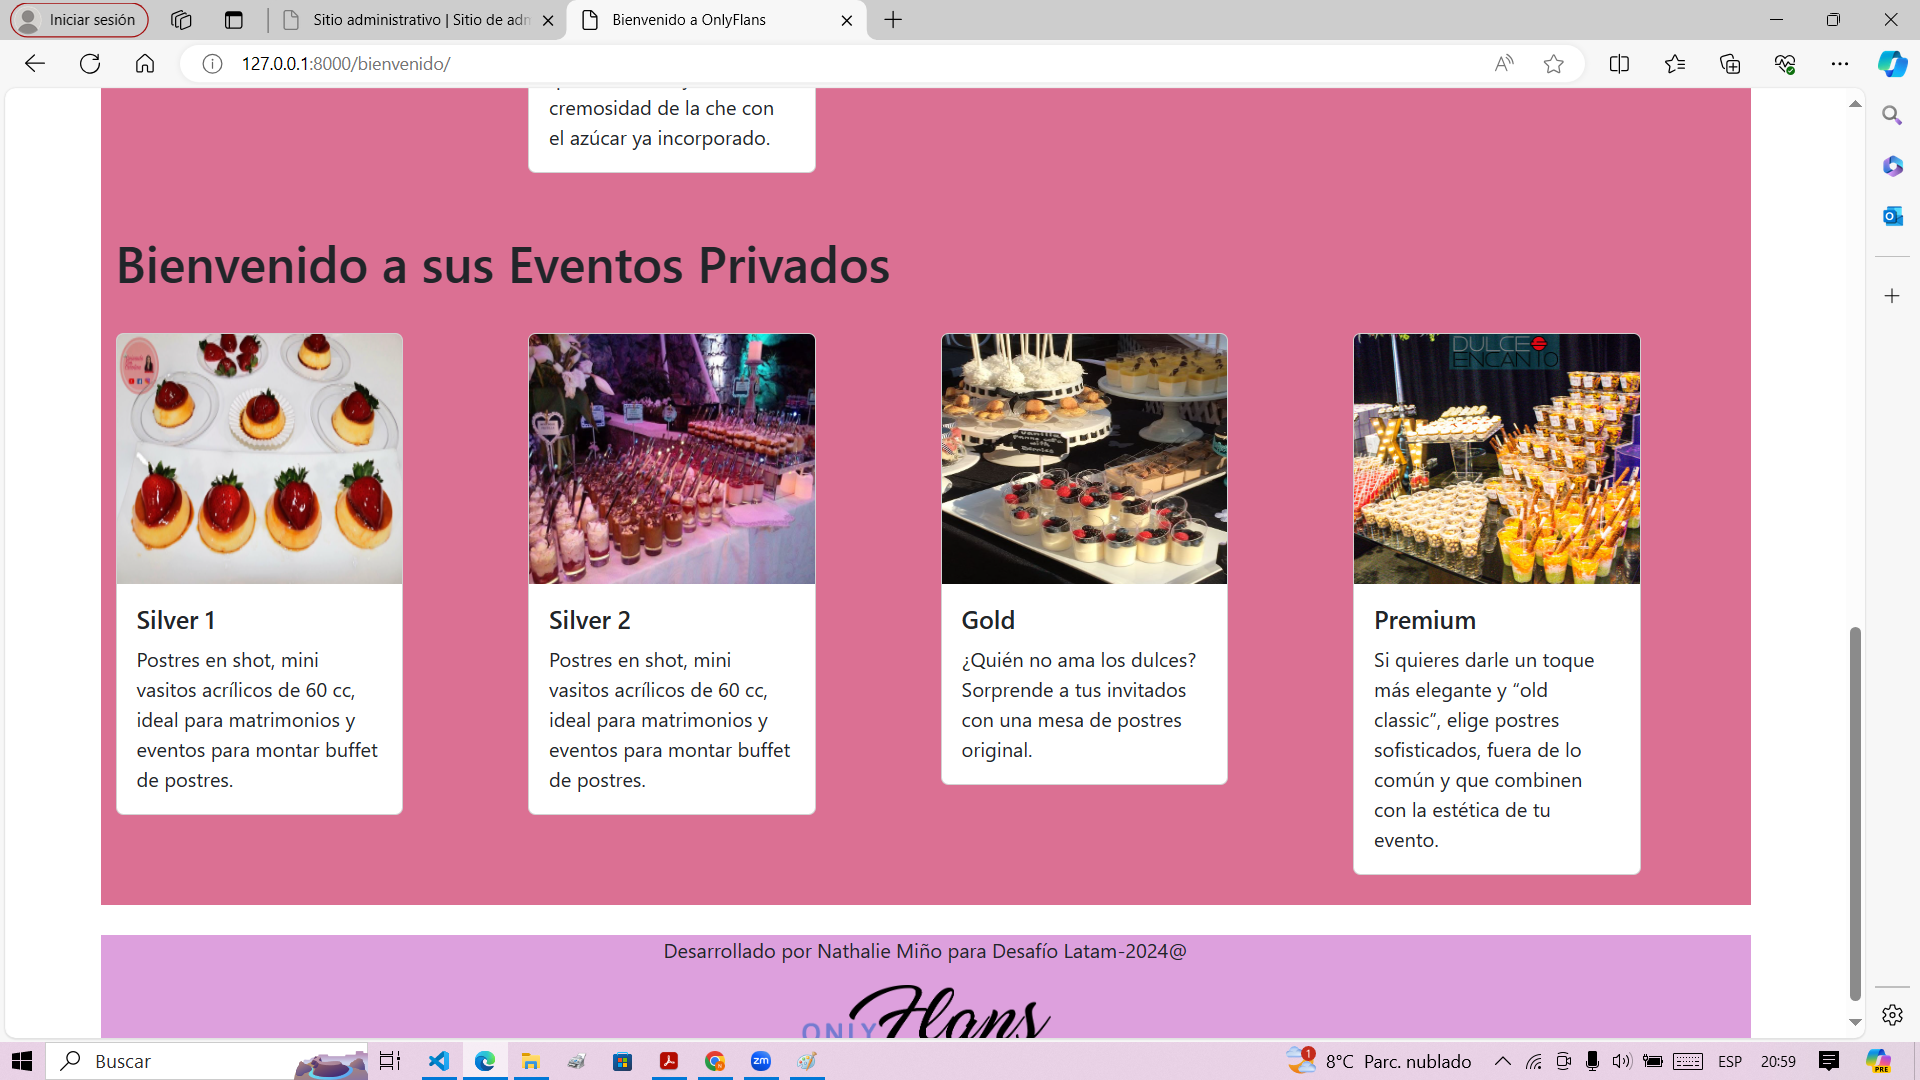 Iniciar sesión
Sitio administrativo | Sitio de adn
Bienvenido a OnlyFlans
127.0.0.1:8000/bienvenido/
cremosidad de la che con
el azúcar ya incorporado.
Bienvenido a sus Eventos Privados
DULCE
ENCANTO
Silver 1
Postres en shot, mini
vasitos acrílicos de 60 cc,
ideal para matrimonios y
eventos para montar buffet
de postres.
Silver 2
Postres en shot, mini
vasitos acrílicos de 60 cc,
ideal para matrimonios y
eventos para montar buffet
de postres.
Gold
¿Quién no ama los dulces?
Sorprende a tus invitados
con una mesa de postres
original.
Premium
Si quieres darle un toque
más elegante y “old
classic”, elige postres
sofisticados, fuera de lo
común y que combinen
con la estética de tu
evento.
Desarrollado por Nathalie Miño para Desafío Latam-2024@
ONLY Flans
Buscar
zm
1
8°C Parc. nublado
ESP
20:59
PRE